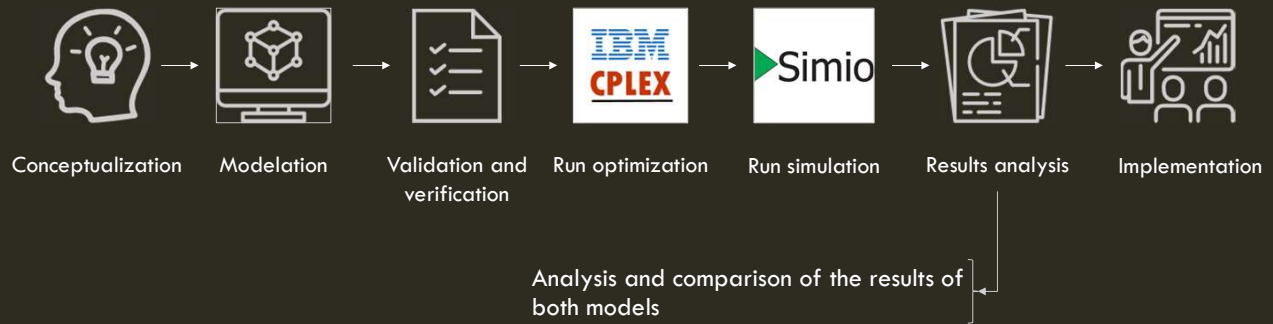 IBM
CPLEX
Simio
Conceptualization
Modelation
Validation and
verification
Run optimization
Run simulation
Results analysis
Implementation
Analysis and comparison of the results of
both models